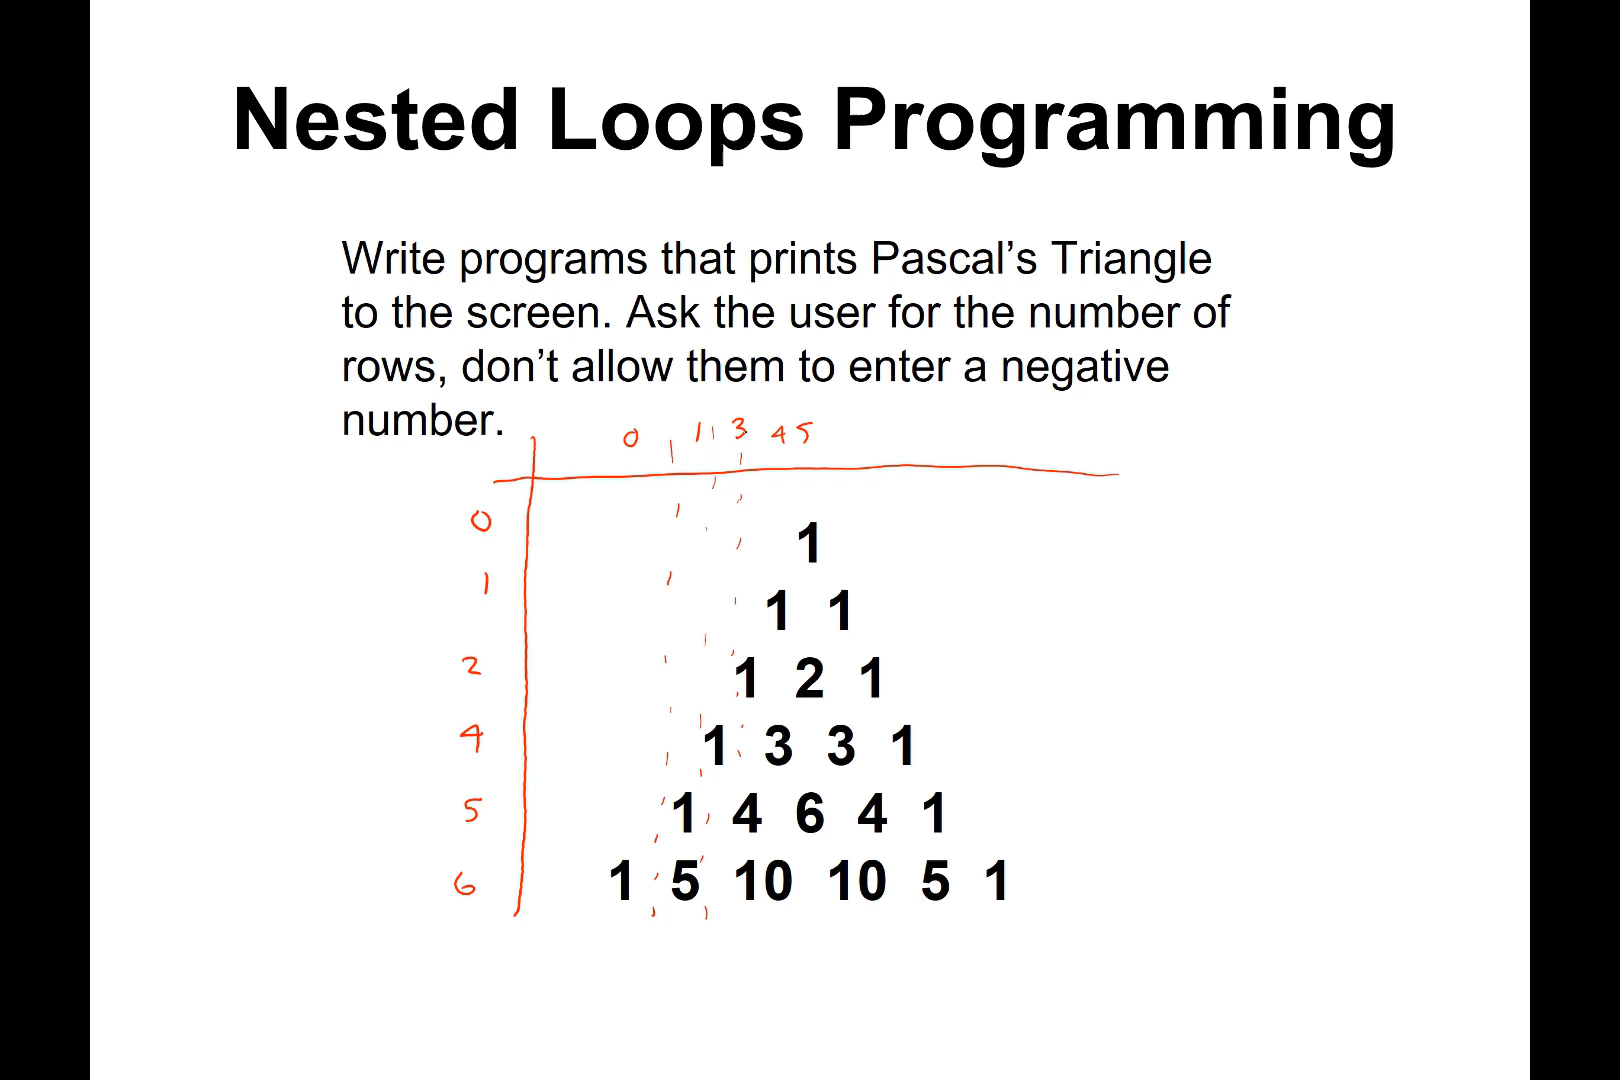 Nested Loops Programming
Write programs that prints Pascal's Triangle
to the screen. Ask the user for the number of
rows, don't allow them to enter a negative
number.
0 1 3 4 5
0
1
1
1 1
2
1 2 1
4
1 3 3 1
5
1 4 6 4 1
6
1 5 10 10 5 1